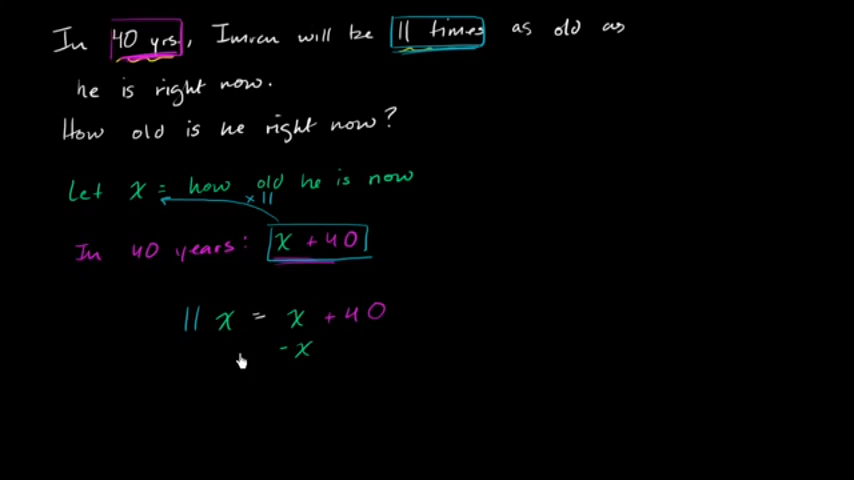 In 40 yrs, Imran will be 11 times as old as
he is right now.
How old is he right now?
Let x = how old he is now
x 11
In 40 years: x + 40
11 x = x + 40
- x